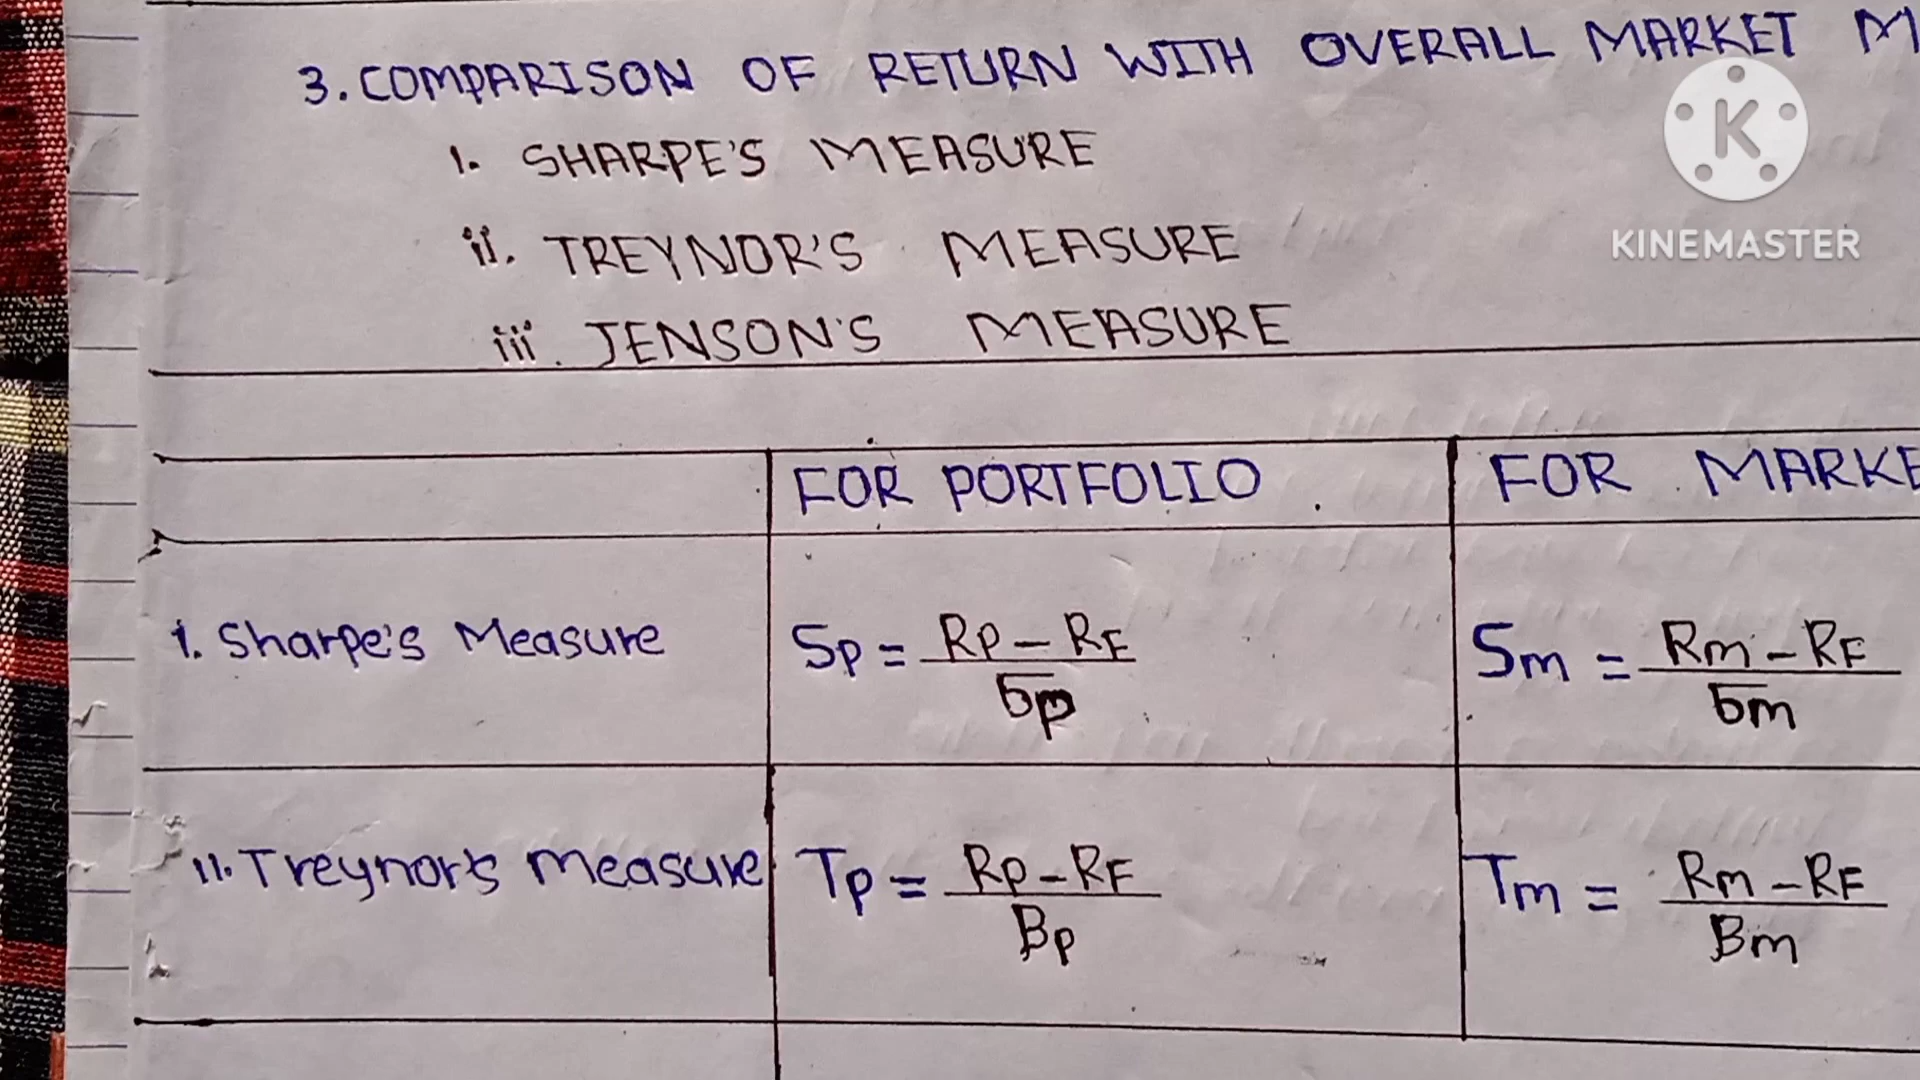 3. COMPARISON OF RETURN WITH OVERALL MARKET M
i. SHARPE'S MEASURE
ii. TREYNOR'S MEASURE
iii. JENSON'S MEASURE
K
KINEMASTER
FOR PORTFOLIO FOR MARKE
i. Sharpe's Measure Sp = RP - RF / σp Sm = Rm - RF / σm
ii. Treynor's measure Tp = RP - RF / βp Tm = Rm - RF / βm